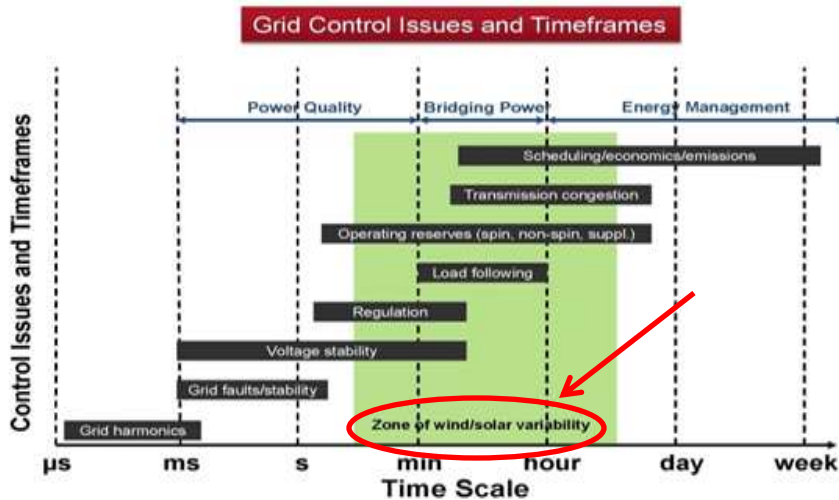 Grid Control Issues and Timeframes
Control Issues and Timeframes
Power Quality
Bridging Power
Energy Management
Scheduling/economics/emissions
Transmission congestion
Operating reserves (spin, non-spin, suppl.)
Load following
Regulation
Voltage stability
Grid faults/stability
Grid harmonics
Zone of wind/solar variability
µs ms s min hour day week
Time Scale